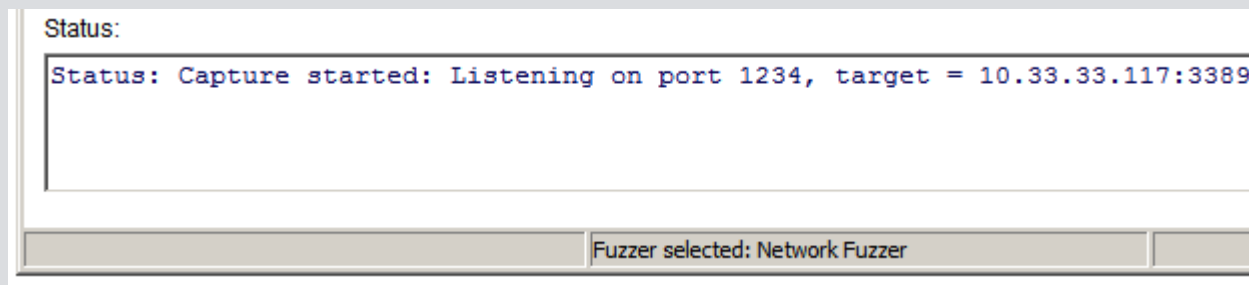 Status:
Status: Capture started: Listening on port 1234, target = 10.33.33.117:3389
Fuzzer selected: Network Fuzzer